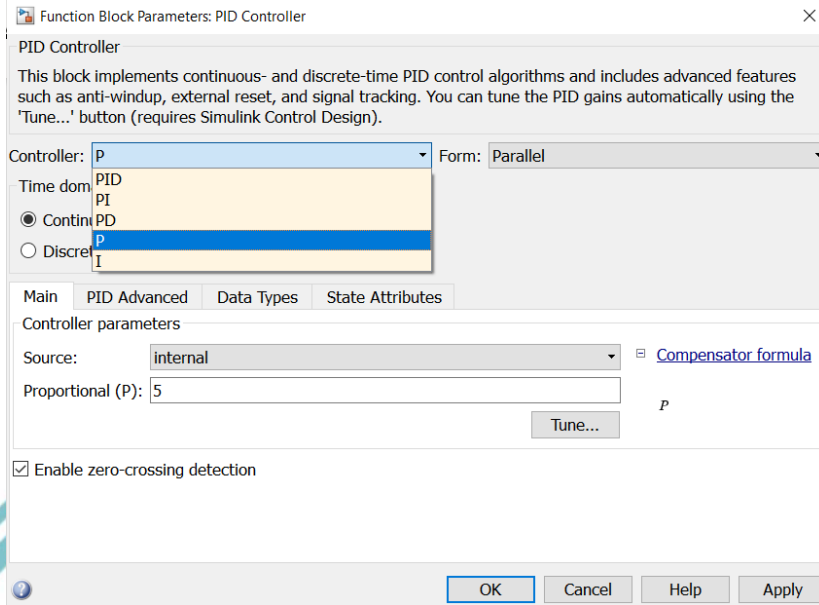 Function Block Parameters: PID Controller
PID Controller
This block implements continuous- and discrete-time PID control algorithms and includes advanced features
such as anti-windup, external reset, and signal tracking. You can tune the PID gains automatically using the
'Tune...' button (requires Simulink Control Design).
Controller: P
Form: Parallel
PID
Time dom
PI
Contin
PD
P
Discret
I
Main
PID Advanced
Data Types
State Attributes
Controller parameters
Source: internal
Compensator formula
Proportional (P): 5
P
Tune...
Enable zero-crossing detection
OK
Cancel
Help
Apply